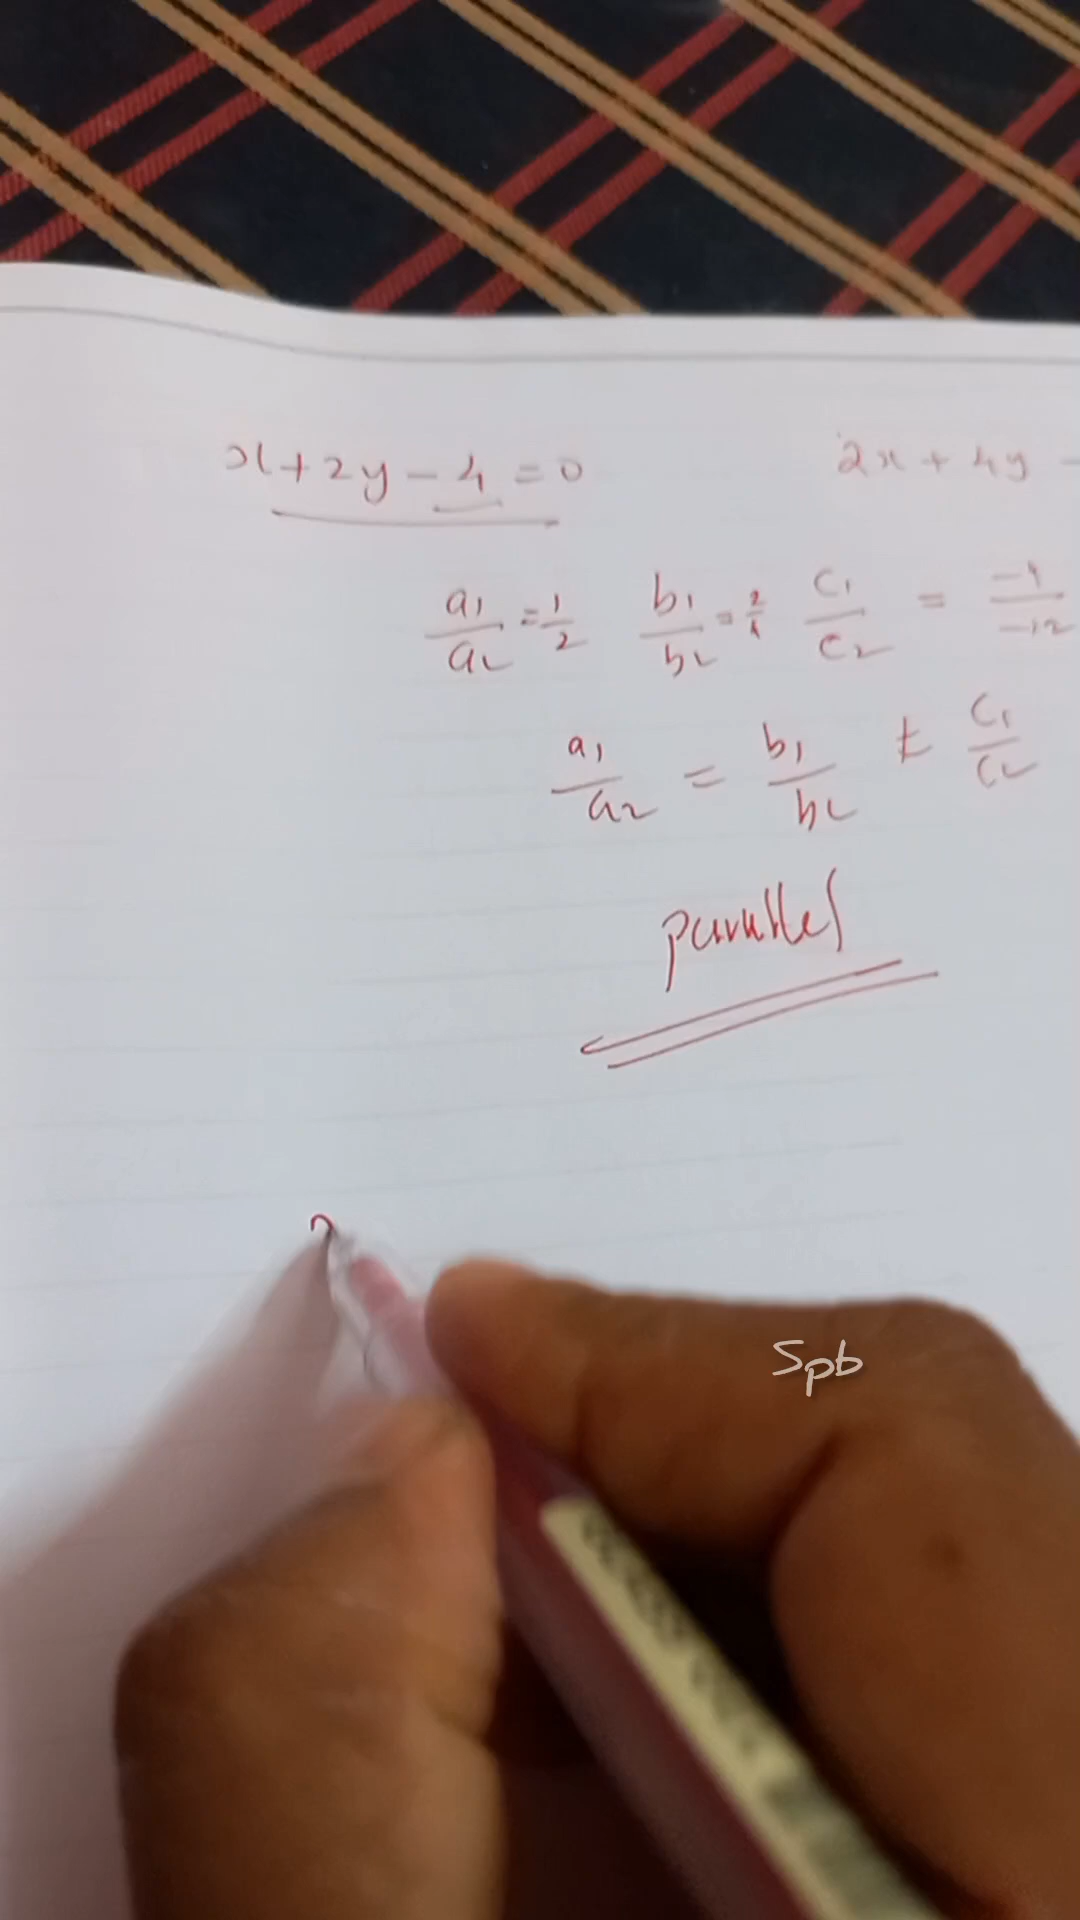 x+2y-4=0 2x+4y-
a1/a2=1/2 b1/b2=2/4 c1/c2=-4/-12
a1/a2=b1/b2≠c1/c2
parallel
Spb